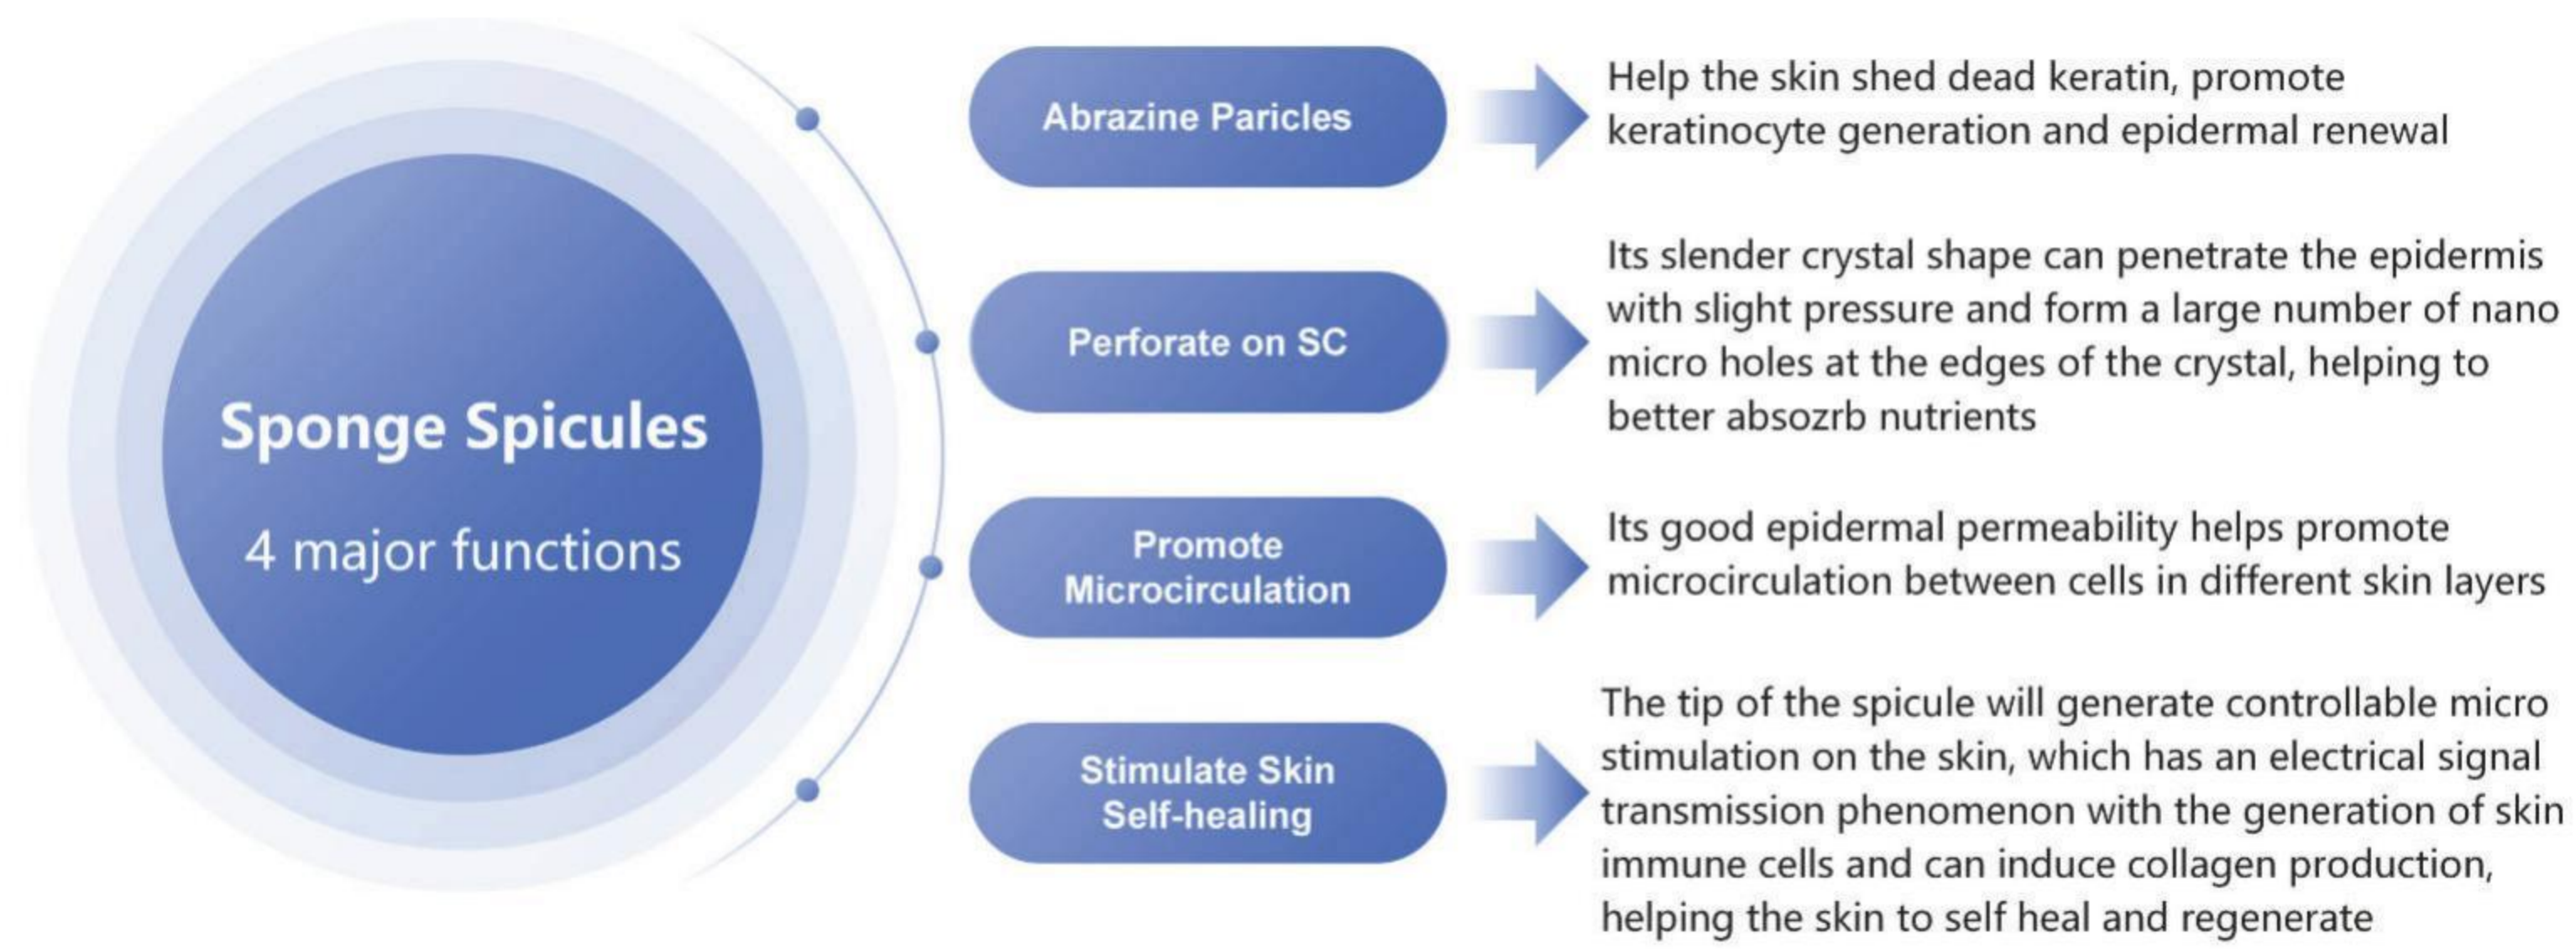 Sponge Spicules
4 major functions
Abrazine Paricles
Help the skin shed dead keratin, promote
keratinocyte generation and epidermal renewal
Perforate on SC
Its slender crystal shape can penetrate the epidermis
with slight pressure and form a large number of nano
micro holes at the edges of the crystal, helping to
better absozrb nutrients
Promote
Microcirculation
Its good epidermal permeability helps promote
microcirculation between cells in different skin layers
Stimulate Skin
Self-healing
The tip of the spicule will generate controllable micro
stimulation on the skin, which has an electrical signal
transmission phenomenon with the generation of skin
immune cells and can induce collagen production,
helping the skin to self heal and regenerate